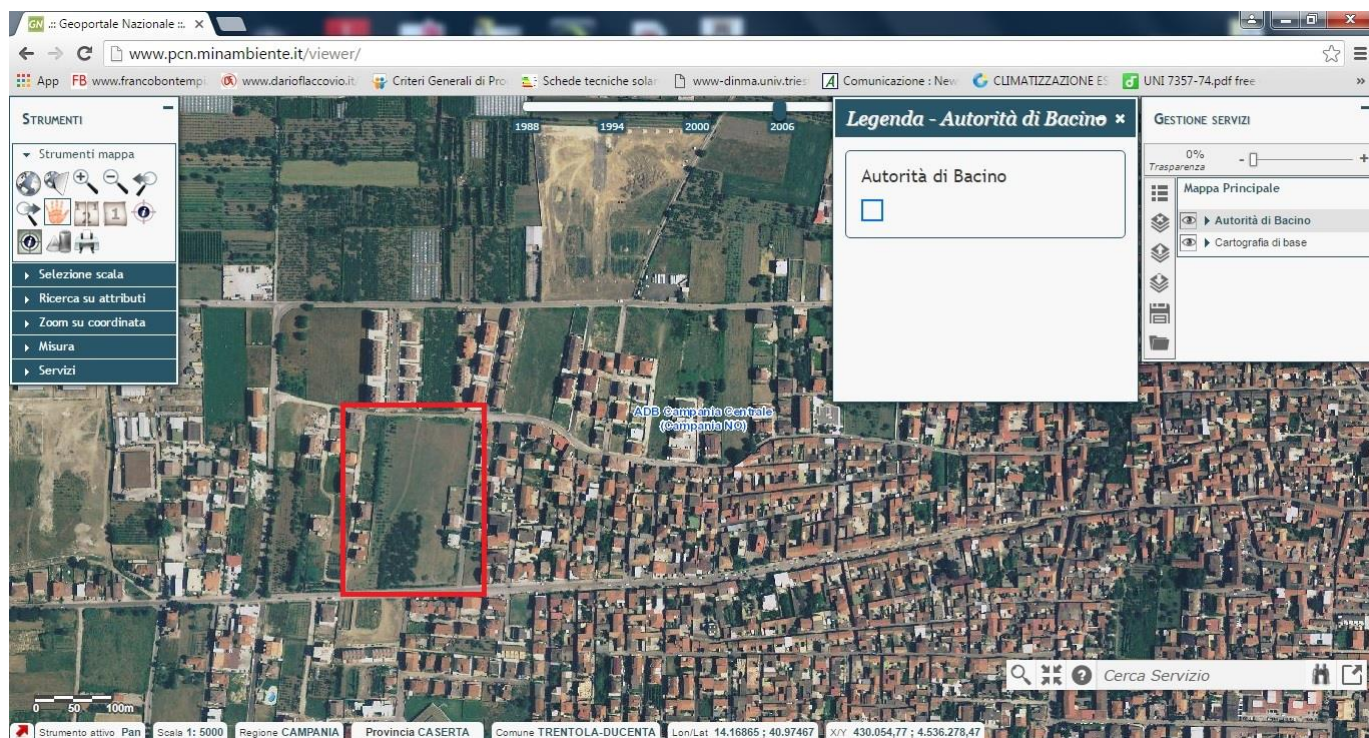 GN .:: Geoportale Nazionale ::.
www.pcn.minambiente.it/viewer/
App FB www.francobontempi www.darioflaccovio.it Criteri Generali di Pro Schede tecniche solar www-dinma.univ.tries Comunicazione : New CLIMATIZZAZIONE ES UNI 7357-74.pdf free »
STRUMENTI
Strumenti mappa
Selezione scala
Ricerca su attributi
Zoom su coordinata
Misura
Servizi
1988 1994 2000 2006
Legenda - Autorità di Bacino
Autorità di Bacino
GESTIONE SERVIZI
0%
Trasparenza
Mappa Principale
Autorità di Bacino
Cartografia di base
ADB Campania Centrale
(Campania NO)
Cerca Servizio
0 50 100m
Strumento attivo Pan Scala 1: 5000 Regione CAMPANIA Provincia CASERTA Comune TRENTOLA-DUCENTA Lon/Lat 14.16865 ; 40.97467 X/Y 430.054,77 ; 4.536.278,47